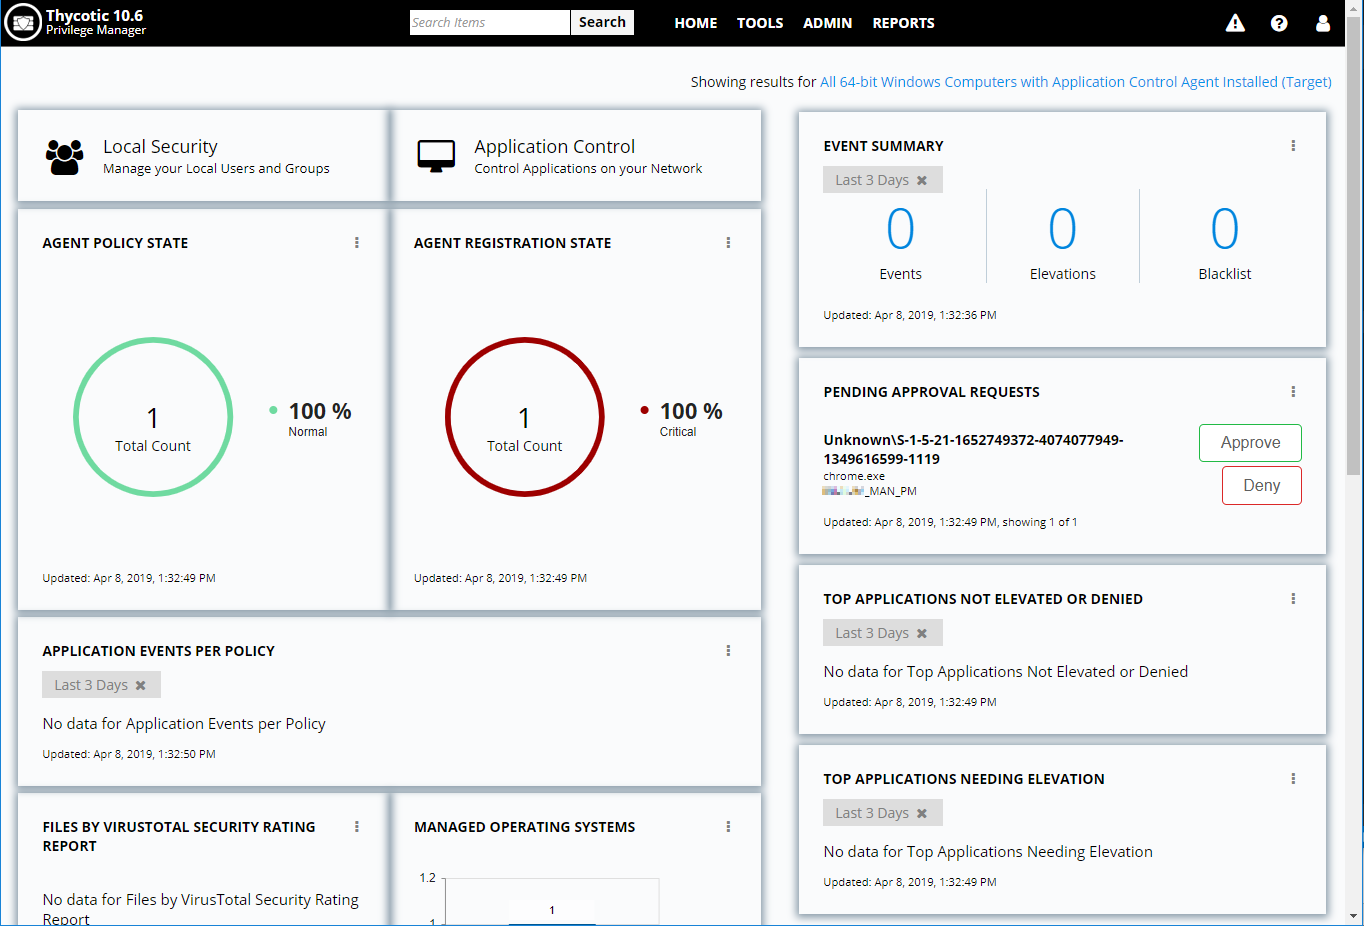 Thycotic 10.6
Privilege Manager
Search Items
Search
HOME
TOOLS
ADMIN
REPORTS
Showing results for All 64-bit Windows Computers with Application Control Agent Installed (Target)
Local Security
Manage your Local Users and Groups
Application Control
Control Applications on your Network
AGENT POLICY STATE
1
Total Count
100 %
Normal
Updated: Apr 8, 2019, 1:32:49 PM
AGENT REGISTRATION STATE
1
Total Count
100 %
Critical
Updated: Apr 8, 2019, 1:32:49 PM
APPLICATION EVENTS PER POLICY
Last 3 Days
No data for Application Events per Policy
Updated: Apr 8, 2019, 1:32:50 PM
FILES BY VIRUSTOTAL SECURITY RATING
REPORT
No data for Files by VirusTotal Security Rating
Report
MANAGED OPERATING SYSTEMS
1.2
1
1
EVENT SUMMARY
Last 3 Days
0
Events
0
Elevations
0
Blacklist
Updated: Apr 8, 2019, 1:32:36 PM
PENDING APPROVAL REQUESTS
Unknown\S-1-5-21-1652749372-4074077949-
1349616599-1119
chrome.exe
_MAN_PM
Approve
Deny
Updated: Apr 8, 2019, 1:32:49 PM, showing 1 of 1
TOP APPLICATIONS NOT ELEVATED OR DENIED
Last 3 Days
No data for Top Applications Not Elevated or Denied
Updated: Apr 8, 2019, 1:32:49 PM
TOP APPLICATIONS NEEDING ELEVATION
Last 3 Days
No data for Top Applications Needing Elevation
Updated: Apr 8, 2019, 1:32:49 PM